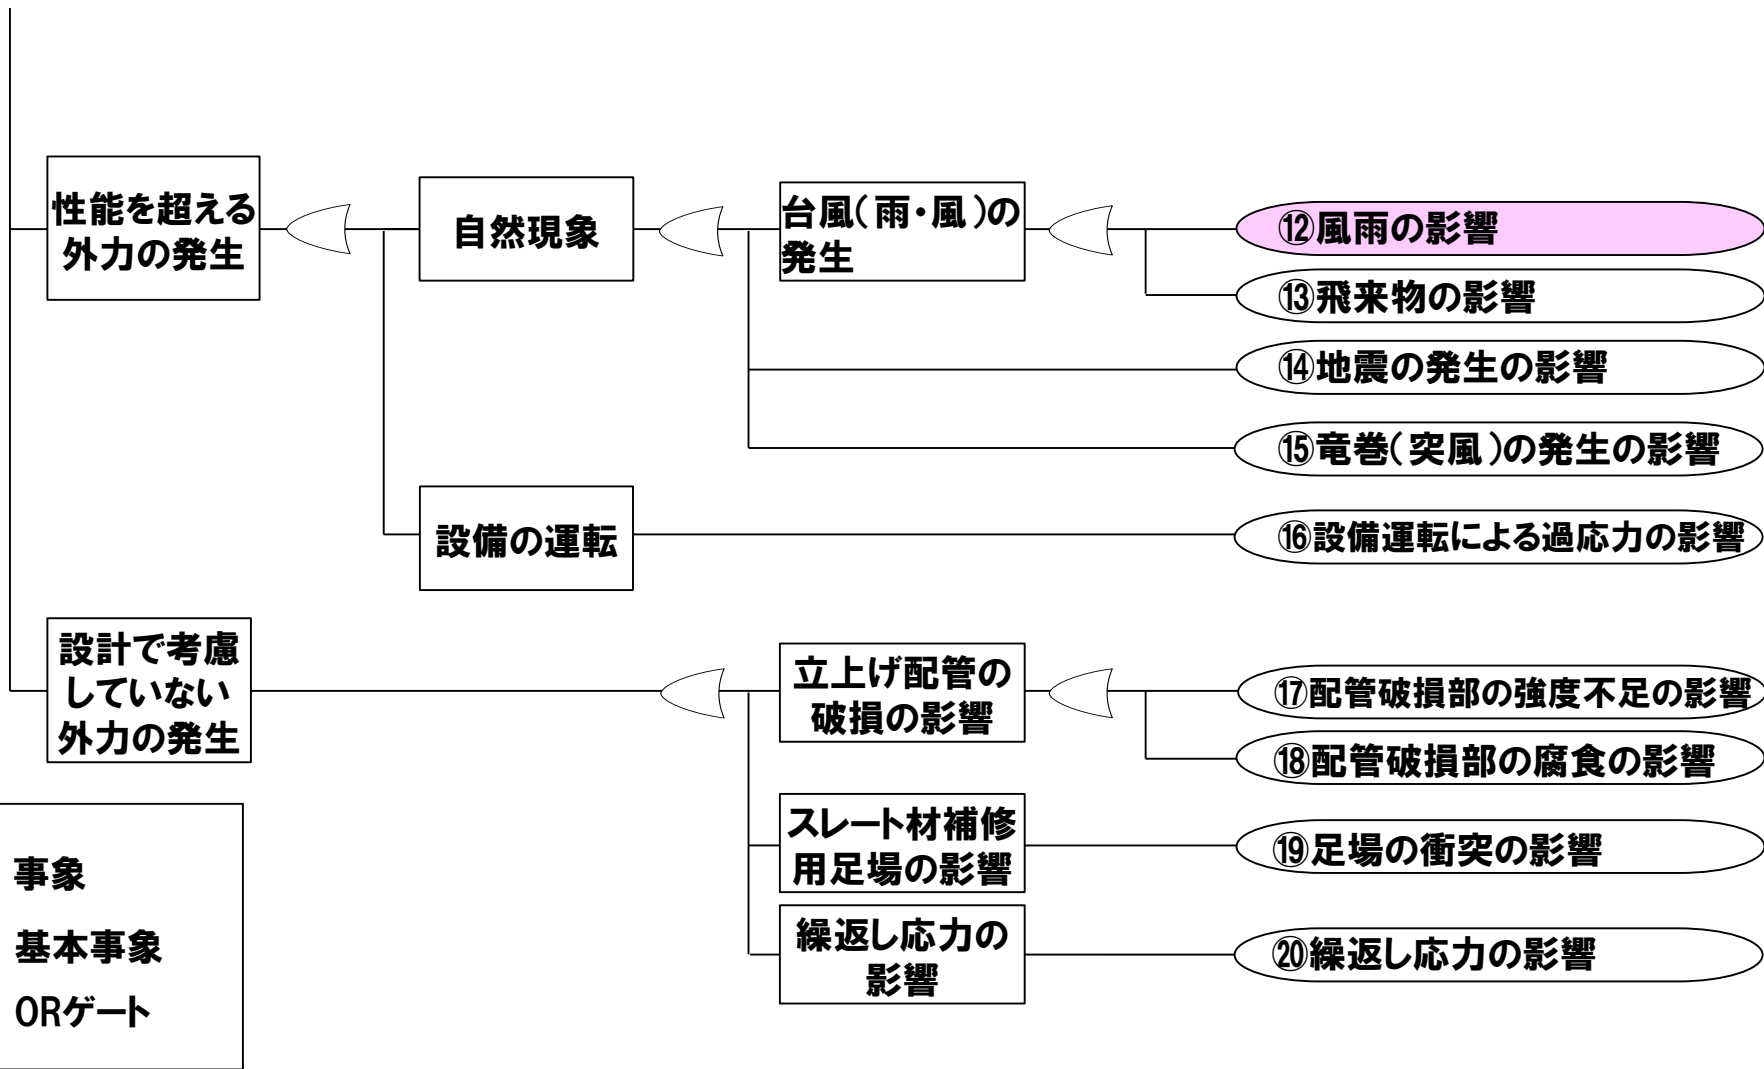 性能を超える
外力の発生
自然現象
台風(雨・風)の
発生
⑫風雨の影響
⑬飛来物の影響
⑭地震の発生の影響
⑮竜巻(突風)の発生の影響
設備の運転
⑯設備運転による過応力の影響
設計で考慮
していない
外力の発生
立上げ配管の
破損の影響
⑰配管破損部の強度不足の影響
⑱配管破損部の腐食の影響
スレート材補修
用足場の影響
⑲足場の衝突の影響
繰返し応力の
影響
⑳繰返し応力の影響
事象
基本事象
ORゲート